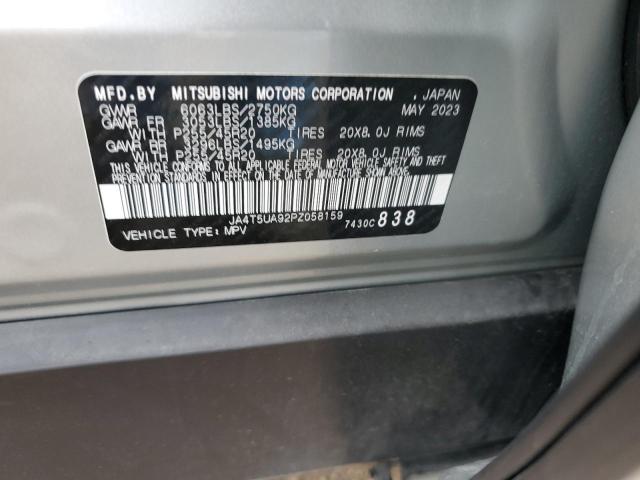 MFD.BY MITSUBISHI MOTORS CORPORATION , JAPAN
GVWR 6063LBS/2750KG MAY 2023
GAWR FR 3053LBS/1385KG
WITH P255/45R20 TIRES 20X8.0J RIMS
GAWR RR 3296LBS/1495KG
WITH P255/45R20 TIRES 20X8.0J RIMS
THIS VEHICLE CONFORMS TO ALL APPLICABLE FEDERAL MOTOR
VEHICLE SAFETY, BUMPER, AND THEFT
PREVENTION STANDARDS IN EFFECT ON THE DATE OF
MANUFACTURE SHOWN ABOVE.
JA4T5UA92PZ058159
VEHICLE TYPE: MPV 7430C 838